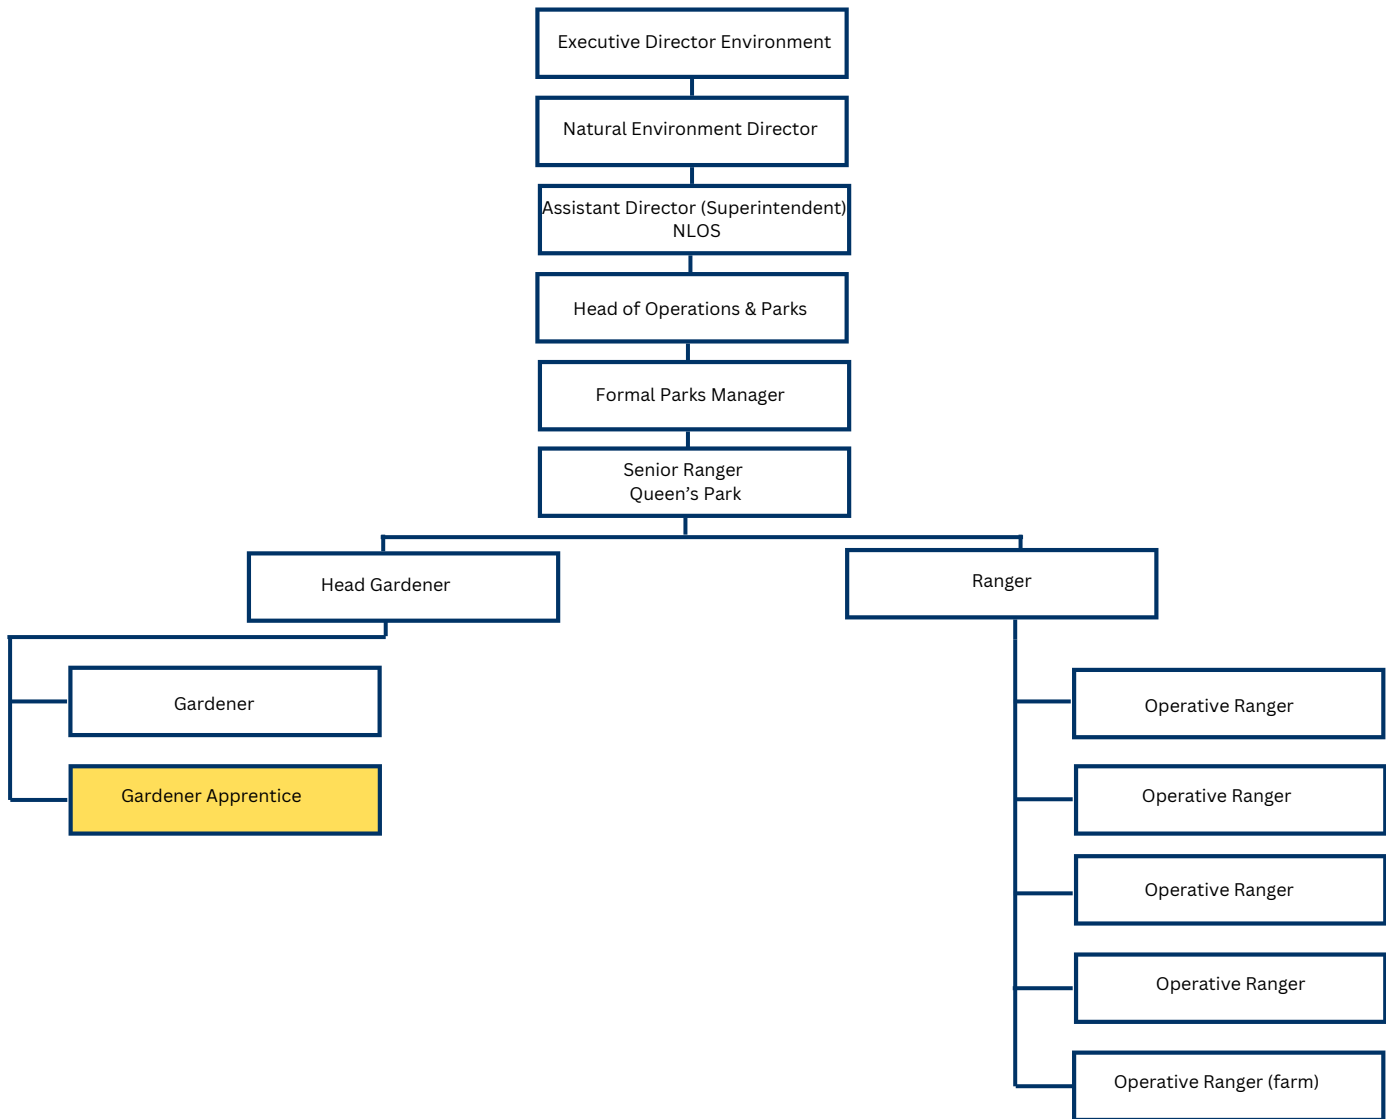 Executive Director Environment
Natural Environment Director
Assistant Director (Superintendent)
NLOS
Head of Operations & Parks
Formal Parks Manager
Senior Ranger
Queen’s Park
Head Gardener
Ranger
Gardener
Gardener Apprentice
Operative Ranger
Operative Ranger
Operative Ranger
Operative Ranger
Operative Ranger (farm)